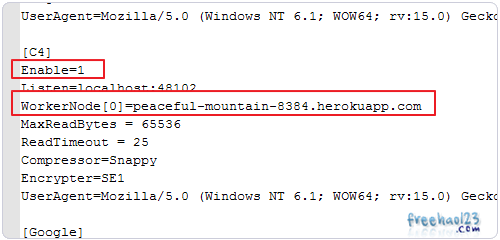 UserAgent=Mozilla/5.0 (Windows NT 6.1; WOW64; rv:15.0) Gecko
[C4]
Enable=1
Listen=localhost:48102
WorkerNode[0]=peaceful-mountain-8384.herokuapp.com
MaxReadBytes = 65536
ReadTimeout = 25
Compressor=Snappy
Encrypter=SE1
UserAgent=Mozilla/5.0 (Windows NT 6.1; WOW64; rv:15.0) Gecko
[Google]
freehao123
.com